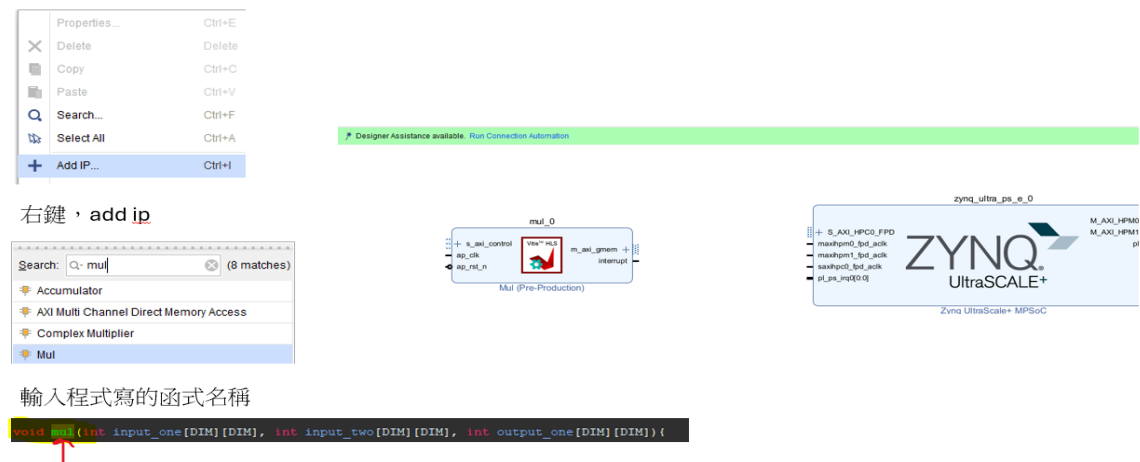 Properties... Ctrl+E
Delete Delete
Copy Ctrl+C
Paste Ctrl+V
Search... Ctrl+F
Select All Ctrl+A
Add IP... Ctrl+I
右鍵，add ip
Search: mul (8 matches)
Accumulator
AXI Multi Channel Direct Memory Access
Complex Multiplier
Mul
輸入程式寫的函式名稱
void mul(int input_one[DIM][DIM], int input_two[DIM][DIM], int output_one[DIM][DIM]){
Designer Assistance available. Run Connection Automation
mul_0
s_axi_control
ap_clk
ap_rst_n
Vitis™ HLS
m_axi_gmem
interrupt
Mul (Pre-Production)
zynq_ultra_ps_e_0
S_AXI_HPC0_FPD
maxihpm0_fpd_aclk
maxihpm1_fpd_aclk
saxihpc0_fpd_aclk
pl_ps_irq0[0:0]
ZYNQ
UltraSCALE+
M_AXI_HPM0
M_AXI_HPM1
pl
Zynq UltraScale+ MPSoC